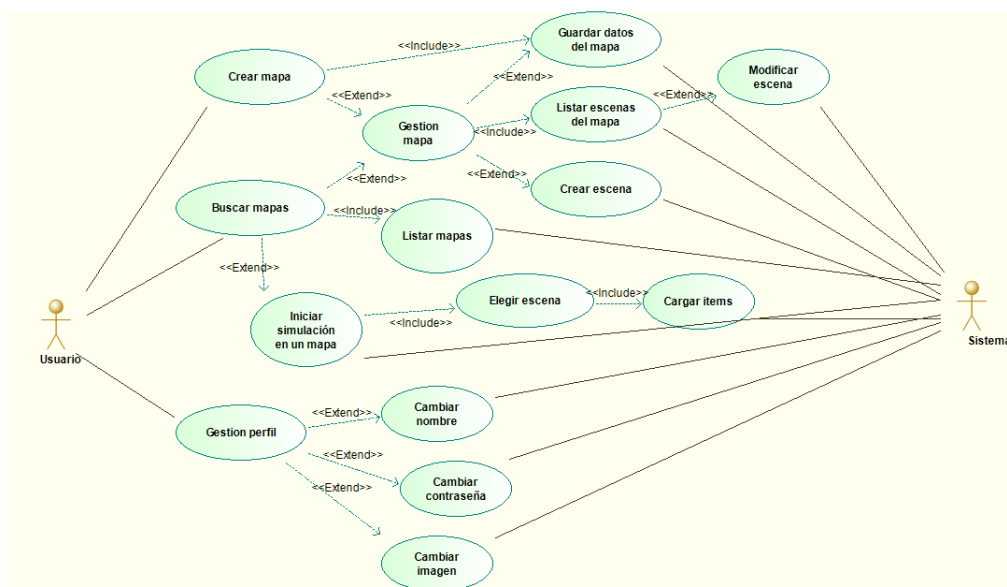 Guardar datos
del mapa
<<Include>>
Crear mapa
<<Extend>>
Modificar
escena
<<Extend>>
<<Extend>>
Listar escenas
del mapa
Gestion
mapa
<<Include>>
<<Extend>>
<<Extend>>
Crear escena
Buscar mapas
<<Include>>
Listar mapas
<<Extend>>
Elegir escena
<<Include>>
Cargar items
Iniciar
simulación
en un mapa
<<Include>>
Usuario
Sistema
Cambiar
nombre
<<Extend>>
Gestion perfil
<<Extend>>
Cambiar
contraseña
<<Extend>>
Cambiar
imagen